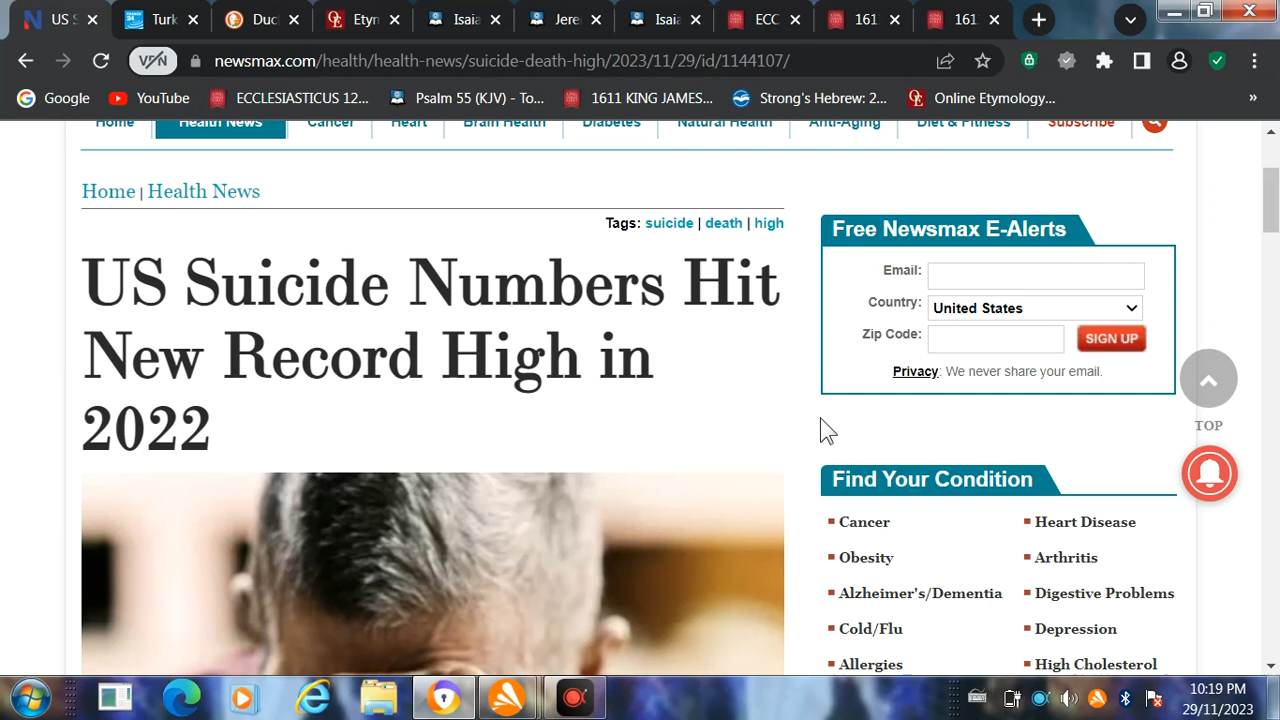 US S
Turk
Duc
Etyn
Isai
Jere
Isai
ECC
161
161
VPN
newsmax.com/health/health-news/suicide-death-high/2023/11/29/id/1144107/
Google
YouTube
ECCLESIASTICUS 12...
Psalm 55 (KJV) - To...
1611 KING JAMES...
Strong's Hebrew: 2...
Online Etymology...
»
Home
Health News
Cancer
Heart
Brain Health
Diabetes
Natural Health
Anti-Aging
Diet & Fitness
Subscribe
Home | Health News
Tags: suicide | death | high
US Suicide Numbers Hit
New Record High in
2022
Free Newsmax E-Alerts
Email:
Country: United States
Zip Code:
SIGN UP
Privacy: We never share your email.
TOP
Find Your Condition
Cancer
Heart Disease
Obesity
Arthritis
Alzheimer's/Dementia
Digestive Problems
Cold/Flu
Depression
Allergies
High Cholesterol
10:19 PM
29/11/2023